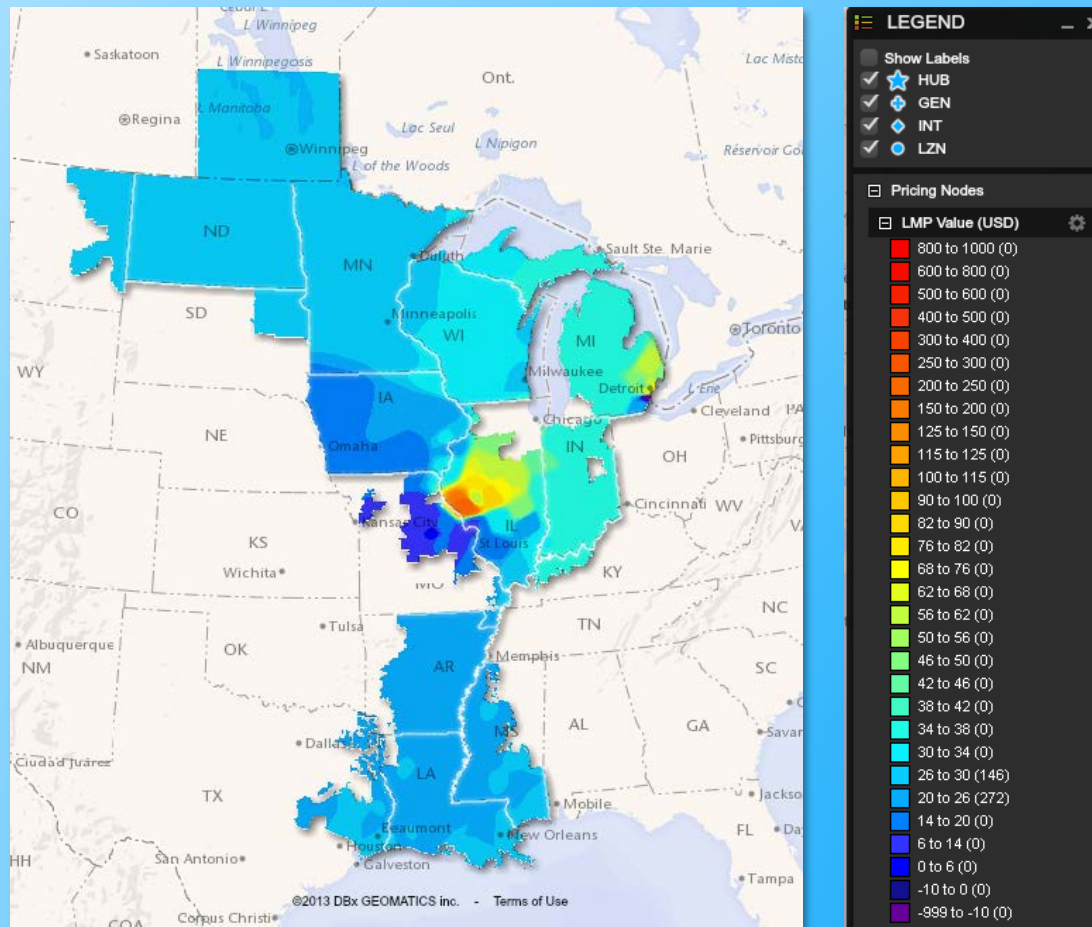 L Winnipeg
Saskatoon
L Winnipegosis
Ont.
L Manitoba
Regina
Lac Seul
L Nipigon
Winnipeg
L of the Woods
ND
Sault Ste. Marie
MN
Duluth
SD
Minneapolis
WI
MI
Toronto
WY
Milwaukee
Detroit
L Erie
IA
Chicago
Cleveland
NE
Omaha
IN
OH
Pittsburg
CO
Kansas City
IL
Cincinnati
WV
KS
St Louis
Wichita
MO
KY
Tulsa
TN
NC
Albuquerque
NM
OK
Memphis
AR
SC
MS
AL
GA
Dallas
Ciudad Juárez
LA
TX
Mobile
Beaumont
New Orleans
FL
Houston
San Antonio
Galveston
Tampa
©2013 DBx GEOMATICS inc. - Terms of Use
Corpus Christi
LEGEND
Show Labels
HUB
GEN
INT
LZN
Pricing Nodes
LMP Value (USD)
800 to 1000 (0)
600 to 800 (0)
500 to 600 (0)
400 to 500 (0)
300 to 400 (0)
250 to 300 (0)
200 to 250 (0)
150 to 200 (0)
125 to 150 (0)
115 to 125 (0)
100 to 115 (0)
90 to 100 (0)
82 to 90 (0)
76 to 82 (0)
68 to 76 (0)
62 to 68 (0)
56 to 62 (0)
50 to 56 (0)
46 to 50 (0)
42 to 46 (0)
38 to 42 (0)
34 to 38 (0)
30 to 34 (0)
26 to 30 (146)
20 to 26 (272)
14 to 20 (0)
6 to 14 (0)
0 to 6 (0)
-10 to 0 (0)
-999 to -10 (0)